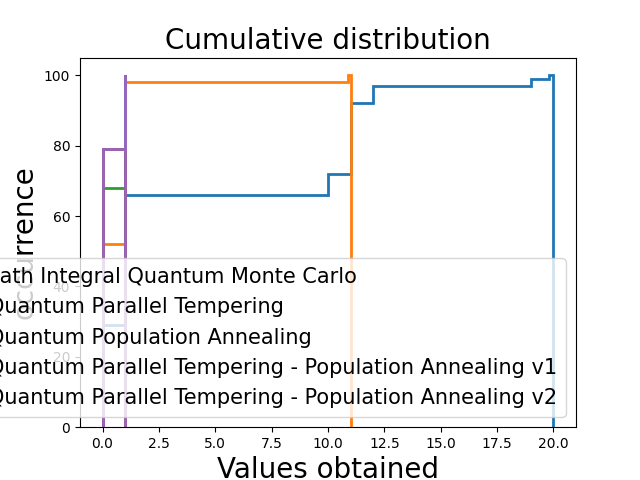 Cumulative distribution
100
80
60
40
20
0
occurrence
ath Integral Quantum Monte Carlo
Quantum Parallel Tempering
Quantum Population Annealing
Quantum Parallel Tempering - Population Annealing v1
Quantum Parallel Tempering - Population Annealing v2
0.0 2.5 5.0 7.5 10.0 12.5 15.0 17.5 20.0
Values obtained